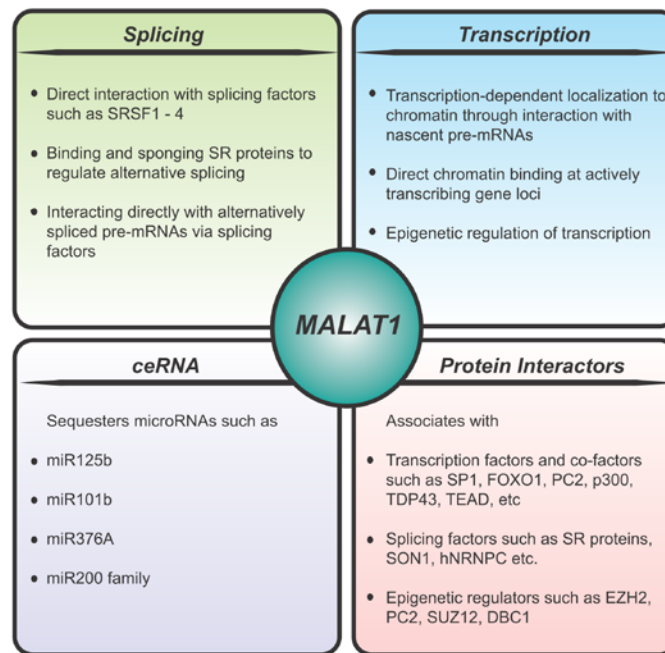 Splicing
• Direct interaction with splicing factors
such as SRSF1 - 4
• Binding and sponging SR proteins to
regulate alternative splicing
• Interacting directly with alternatively
spliced pre-mRNAs via splicing
factors
Transcription
• Transcription-dependent localization to
chromatin through interaction with
nascent pre-mRNAs
• Direct chromatin binding at actively
transcribing gene loci
• Epigenetic regulation of transcription
MALAT1
ceRNA
Sequesters microRNAs such as
• miR125b
• miR101b
• miR376A
• miR200 family
Protein Interactors
Associates with
• Transcription factors and co-factors
such as SP1, FOXO1, PC2, p300,
TDP43, TEAD, etc
• Splicing factors such as SR proteins,
SON1, hNRNPC etc.
• Epigenetic regulators such as EZH2,
PC2, SUZ12, DBC1